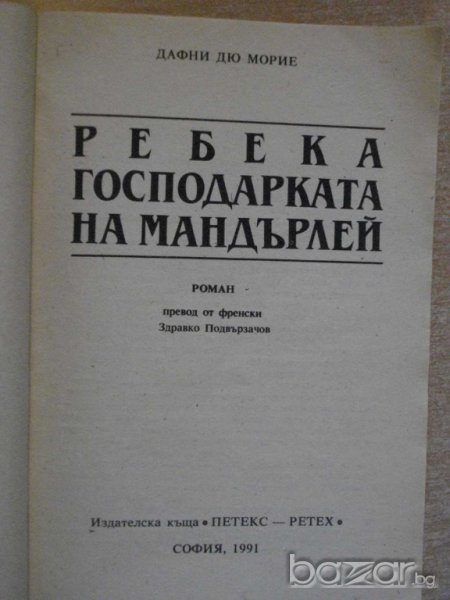 ДАФНИ ДЮ МОРИЕ
РЕБЕКА
ГОСПОДАРКАТА
НА МАНДЪРЛЕЙ
РОМАН
превод от френски
Здравко Подвързачов
Издателска къща • ПЕТЕКС — PETEX •
СОФИЯ, 1991
bazar.bg